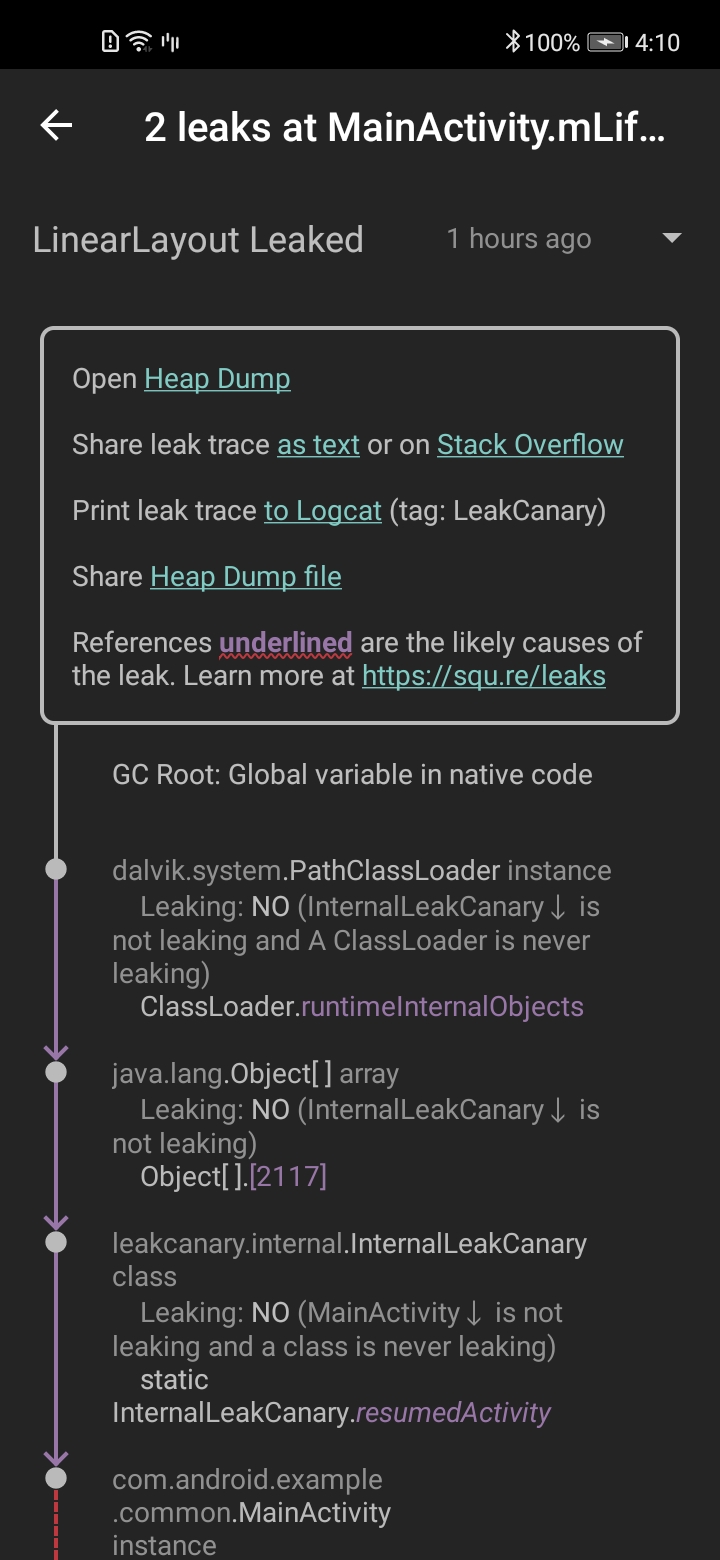 100% 4:10
2 leaks at MainActivity.mLif...
LinearLayout Leaked 1 hours ago
Open Heap Dump
Share leak trace as text or on Stack Overflow
Print leak trace to Logcat (tag: LeakCanary)
Share Heap Dump file
References underlined are the likely causes of
the leak. Learn more at https://squ.re/leaks
GC Root: Global variable in native code
dalvik.system.PathClassLoader instance
Leaking: NO (InternalLeakCanary↓ is
not leaking and A ClassLoader is never
leaking)
ClassLoader.runtimeInternalObjects
java.lang.Object[] array
Leaking: NO (InternalLeakCanary↓ is
not leaking)
Object[].[2117]
leakcanary.internal.InternalLeakCanary
class
Leaking: NO (MainActivity↓ is not
leaking and a class is never leaking)
static
InternalLeakCanary.resumedActivity
com.android.example
.common.MainActivity
instance